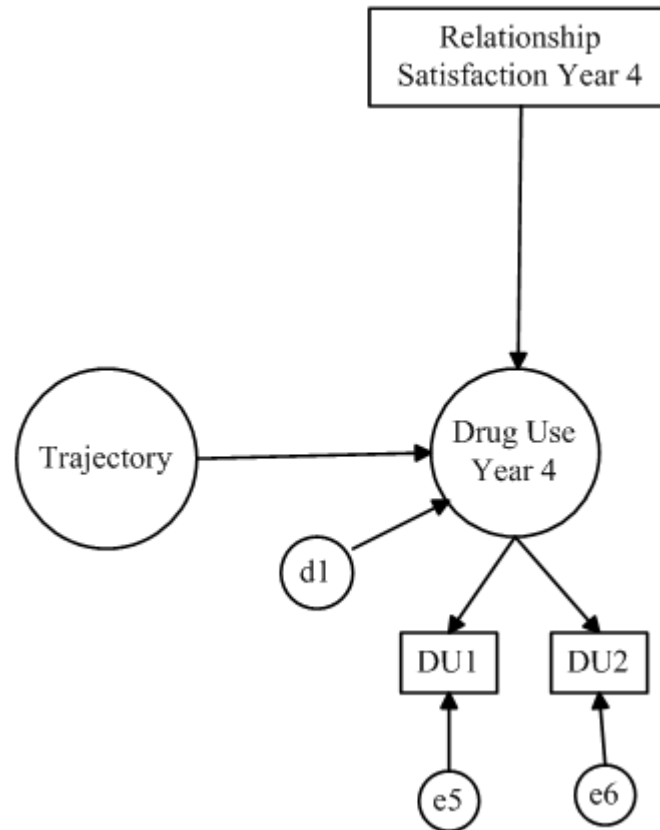 Relationship
Satisfaction Year 4
Trajectory
Drug Use
Year 4
d1
DU1
DU2
e5
e6